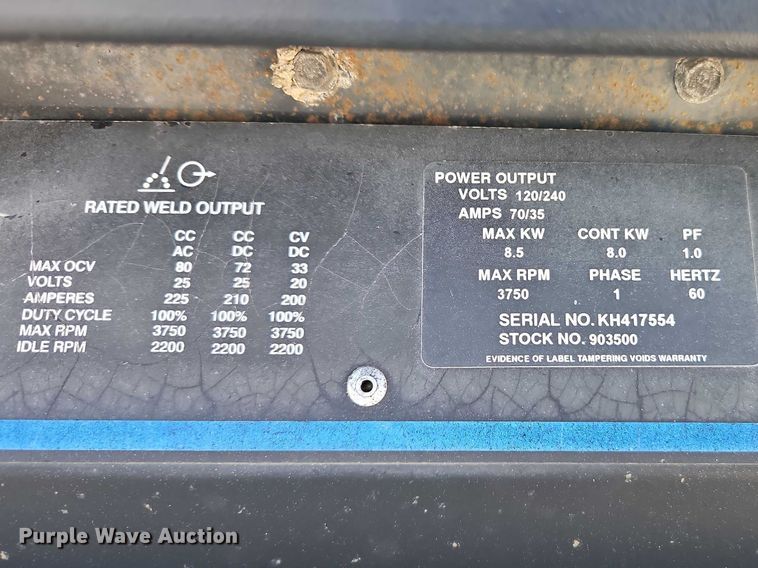 RATED WELD OUTPUT
CC CC CV
AC DC DC
MAX OCV 80 72 33
VOLTS 25 25 20
AMPERES 225 210 200
DUTY CYCLE 100% 100% 100%
MAX RPM 3750 3750 3750
IDLE RPM 2200 2200 2200
POWER OUTPUT
VOLTS 120/240
AMPS 70/35
MAX KW CONT KW PF
8.5 8.0 1.0
MAX RPM PHASE HERTZ
3750 1 60
SERIAL NO. KH417554
STOCK NO. 903500
EVIDENCE OF LABEL TAMPERING VOIDS WARRANTY
Purple Wave Auction